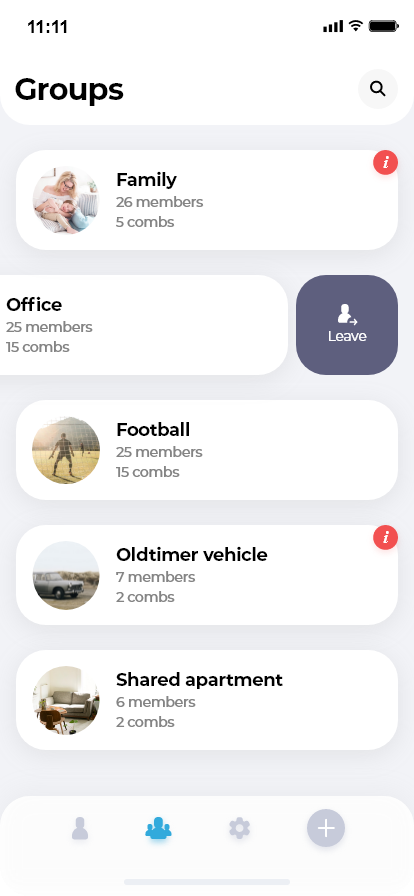 11:11
Groups
Family
26 members
5 combs
i
Office
25 members
15 combs
Leave
Football
25 members
15 combs
Oldtimer vehicle
7 members
2 combs
i
Shared apartment
6 members
2 combs